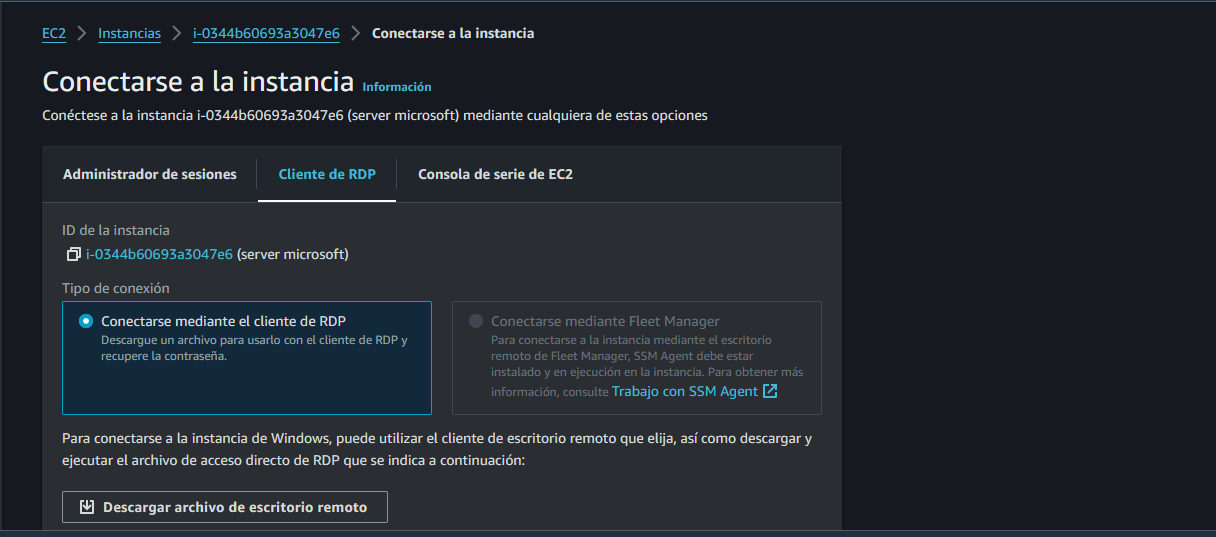 EC2 > Instancias > i-0344b60693a3047e6 > Conectarse a la instancia
Conectarse a la instancia Información
Conéctese a la instancia i-0344b60693a3047e6 (server microsoft) mediante cualquiera de estas opciones
Administrador de sesiones Cliente de RDP Consola de serie de EC2
ID de la instancia
i-0344b60693a3047e6 (server microsoft)
Tipo de conexión
Conectarse mediante el cliente de RDP
Descargue un archivo para usarlo con el cliente de RDP y
recupere la contraseña.
Conectarse mediante Fleet Manager
Para conectarse a la instancia mediante el escritorio
remoto de Fleet Manager, SSM Agent debe estar
instalado y en ejecución en la instancia. Para obtener más
información, consulte Trabajo con SSM Agent
Para conectarse a la instancia de Windows, puede utilizar el cliente de escritorio remoto que elija, así como descargar y
ejecutar el archivo de acceso directo de RDP que se indica a continuación:
Descargar archivo de escritorio remoto